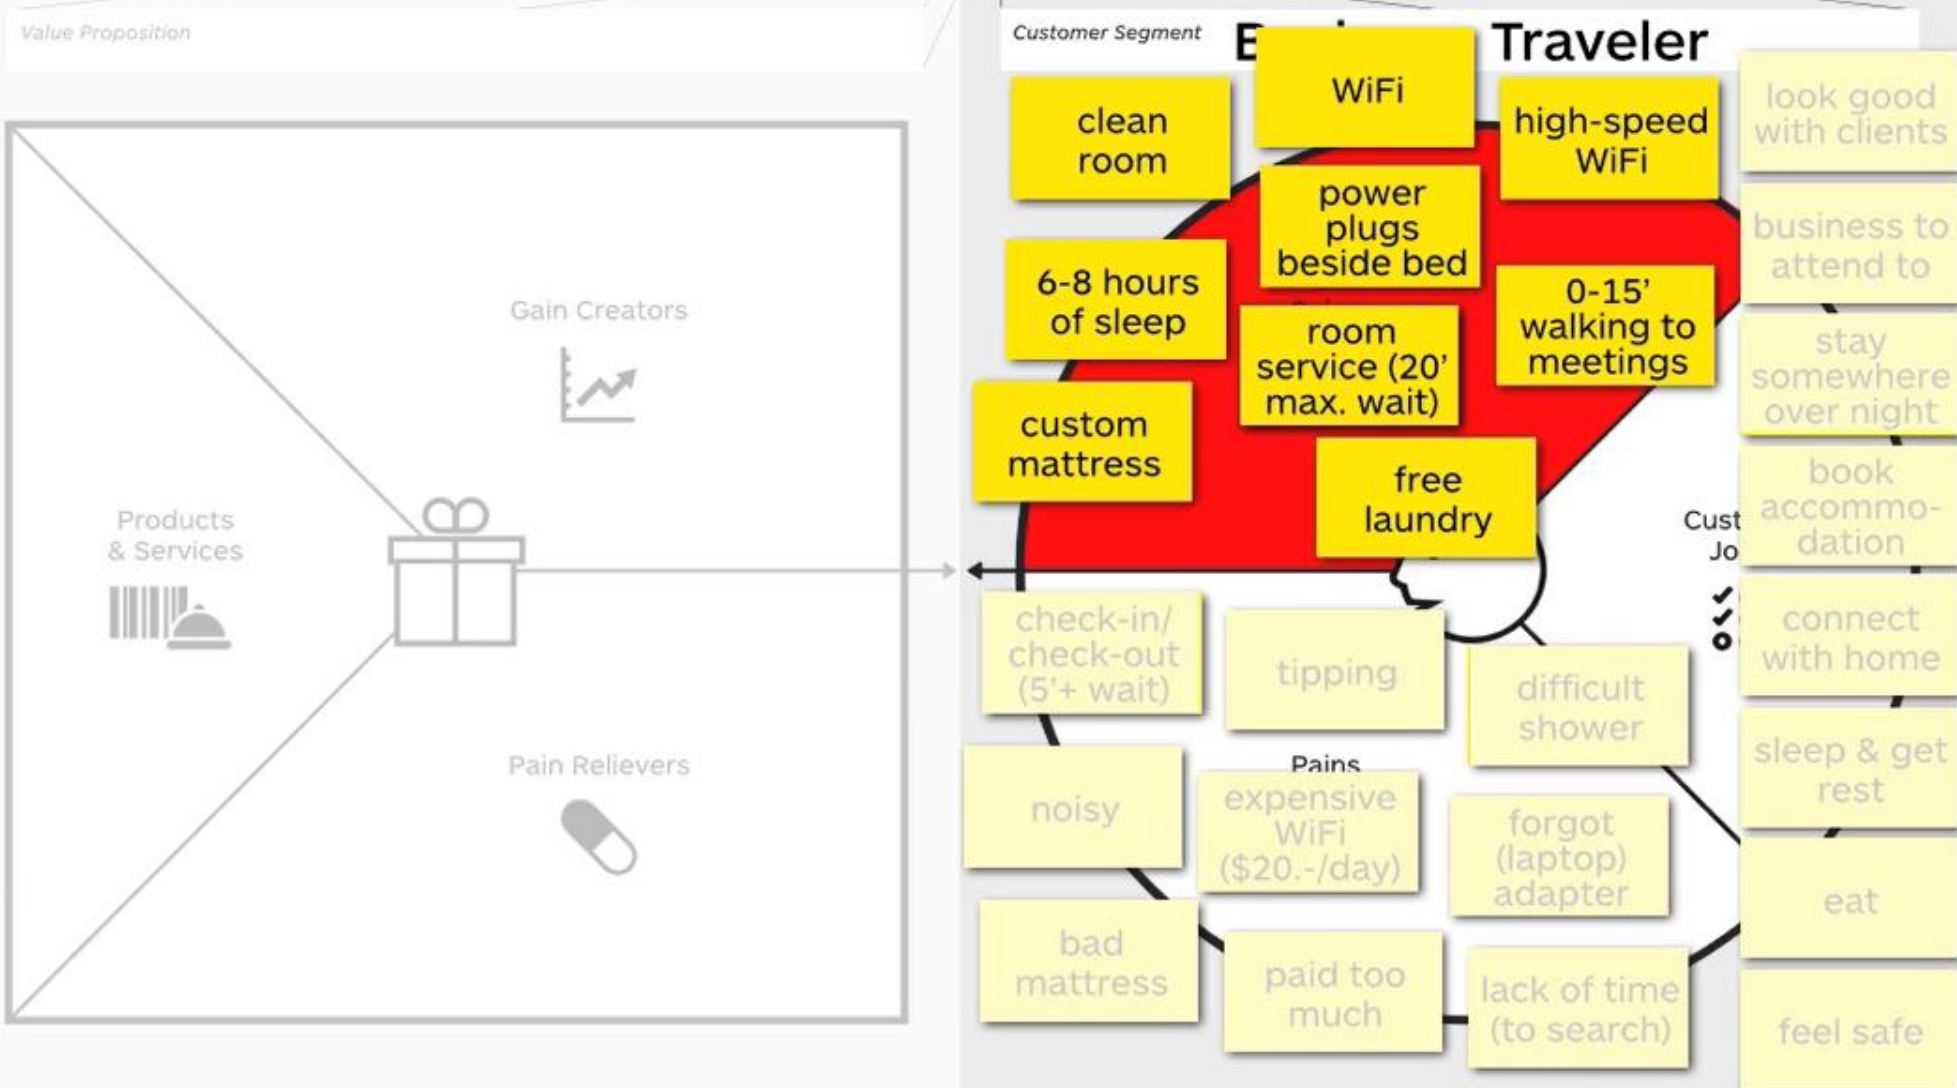 Value Proposition
Customer Segment
Traveler
clean
room
WiFi
high-speed
WiFi
power
plugs
beside bed
6-8 hours
of sleep
room
service (20’
max. wait)
0-15’
walking to
meetings
custom
mattress
free
laundry
Gain Creators
Products
& Services
Pain Relievers
check-in/
check-out
(5’+ wait)
tipping
difficult
shower
Pains
noisy
expensive
WiFi
($20.-/day)
forgot
(laptop)
adapter
bad
mattress
paid too
much
lack of time
(to search)
Cust
Jo
look good
with clients
business to
attend to
stay
somewhere
over night
book
accommo-
dation
connect
with home
sleep & get
rest
eat
feel safe